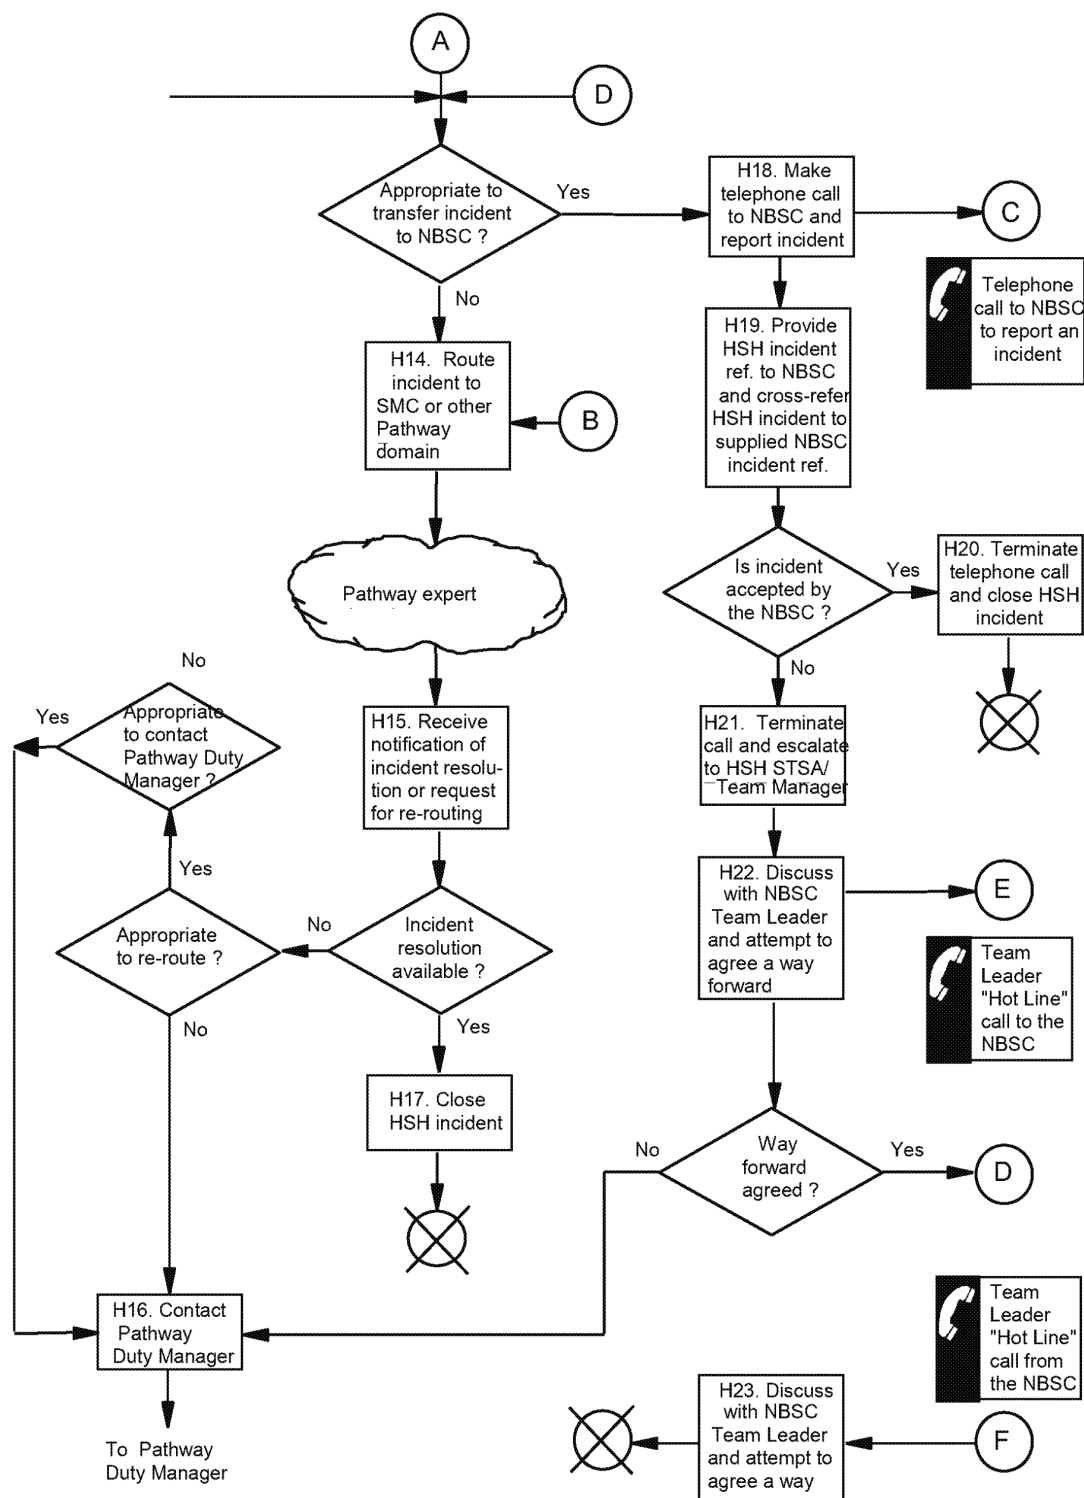 A
D
Appropriate to
transfer incident
to NBSC ?
Yes
No
H18. Make
telephone call
to NBSC and
report incident
C
Telephone
call to NBSC
to report an
incident
H19. Provide
HSH incident
ref. to NBSC
and cross-refer
HSH incident to
supplied NBSC
incident ref.
H14. Route
incident to
SMC or other
Pathway
domain
B
Pathway expert
Is incident
accepted by
the NBSC ?
Yes
No
H20. Terminate
telephone call
and close HSH
incident
No
Yes
Appropriate
to contact
Pathway Duty
Manager ?
H15. Receive
notification of
incident resolu-
tion or request
for re-routing
H21. Terminate
call and escalate
to HSH STSA/
Team Manager
Yes
Appropriate
to re-route ?
No
No
Incident
resolution
available ?
Yes
H22. Discuss
with NBSC
Team Leader
and attempt to
agree a way
forward
E
Team
Leader
"Hot Line"
call to the
NBSC
H17. Close
HSH incident
No
Way
forward
agreed ?
Yes
D
H16. Contact
Pathway
Duty Manager
To Pathway
Duty Manager
Team
Leader
"Hot Line"
call from
the NBSC
H23. Discuss
with NBSC
Team Leader
and attempt to
agree a way
F